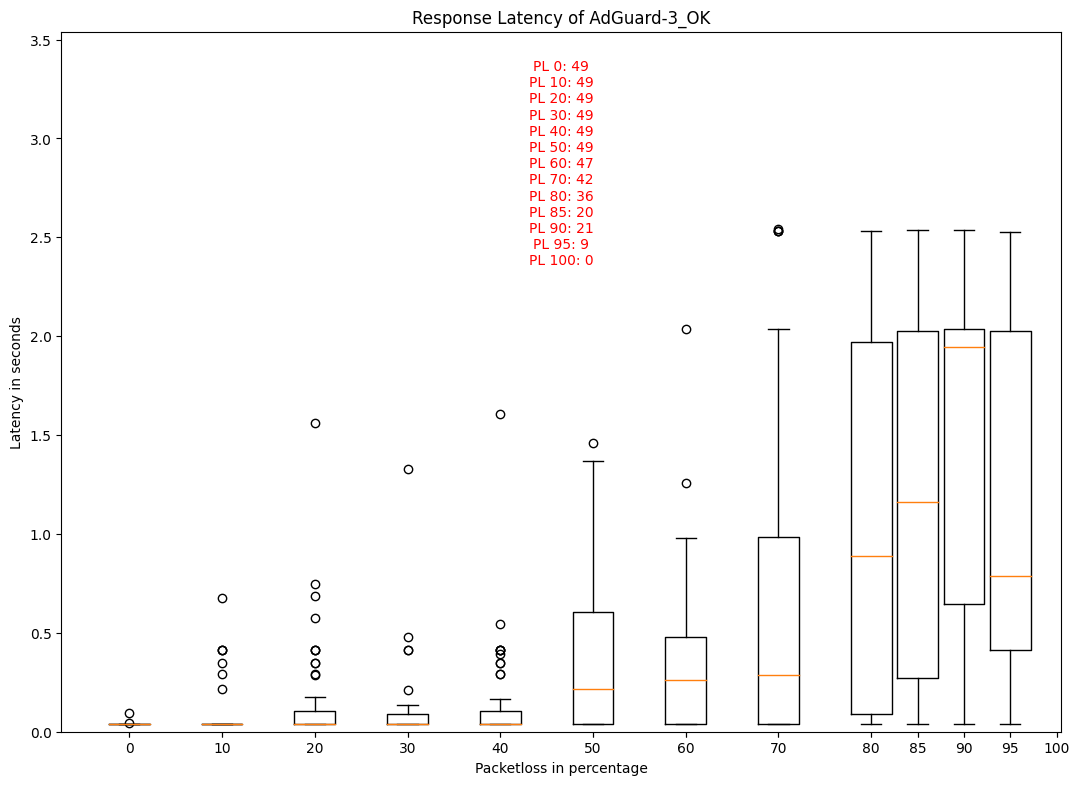 Response Latency of AdGuard-3_OK
3.5
3.0
2.5
2.0
1.5
1.0
0.5
0.0
Latency in seconds
PL 0: 49
PL 10: 49
PL 20: 49
PL 30: 49
PL 40: 49
PL 50: 49
PL 60: 47
PL 70: 42
PL 80: 36
PL 85: 20
PL 90: 21
PL 95: 9
PL 100: 0
0 10 20 30 40 50 60 70 80 85 90 95 100
Packetloss in percentage